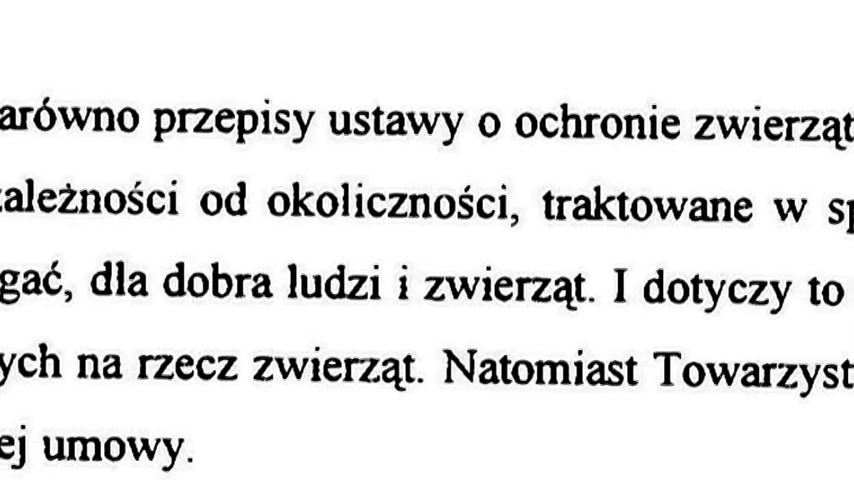 arówno przepisy ustawy o ochronie zwierząt
zależności od okoliczności, traktowane w sp
gać, dla dobra ludzi i zwierząt. I dotyczy to
ych na rzecz zwierząt. Natomiast Towarzyst
ej umowy.